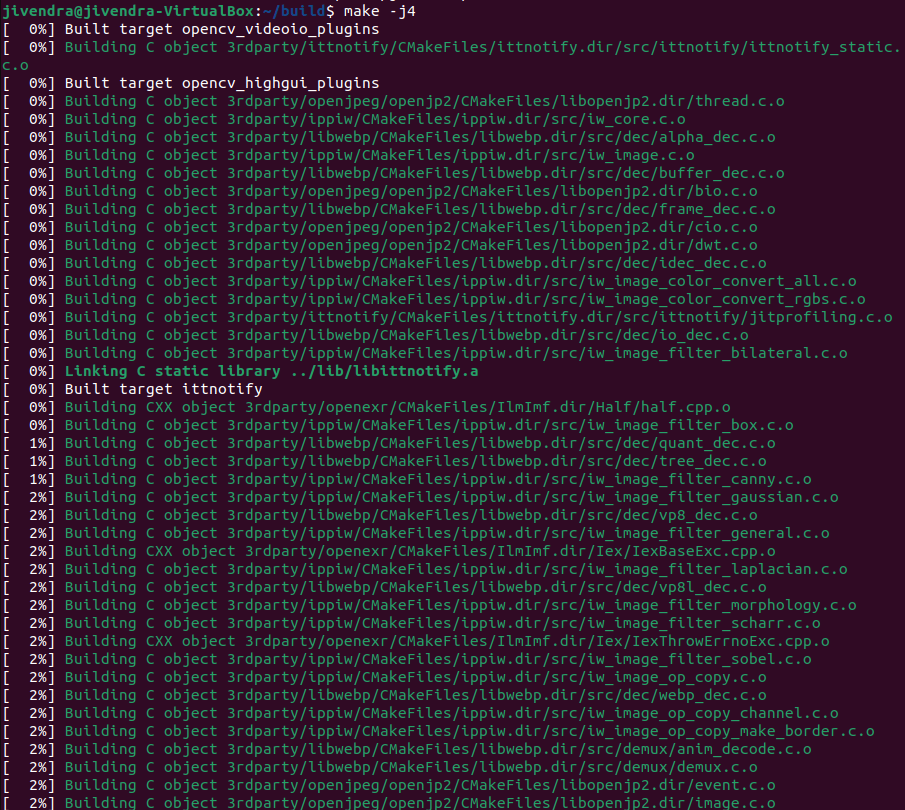 jivendra@jivendra-VirtualBox:~/build$ make -j4
[  0%] Built target opencv_videoio_plugins
[  0%] Building C object 3rdparty/ittnotify/CMakeFiles/ittnotify.dir/src/ittnotify/ittnotify_static.
c.o
[  0%] Built target opencv_highgui_plugins
[  0%] Building C object 3rdparty/openjpeg/openjp2/CMakeFiles/libopenjp2.dir/thread.c.o
[  0%] Building C object 3rdparty/ippiw/CMakeFiles/ippiw.dir/src/iw_core.c.o
[  0%] Building C object 3rdparty/libwebp/CMakeFiles/libwebp.dir/src/dec/alpha_dec.c.o
[  0%] Building C object 3rdparty/ippiw/CMakeFiles/ippiw.dir/src/iw_image.c.o
[  0%] Building C object 3rdparty/libwebp/CMakeFiles/libwebp.dir/src/dec/buffer_dec.c.o
[  0%] Building C object 3rdparty/openjpeg/openjp2/CMakeFiles/libopenjp2.dir/bio.c.o
[  0%] Building C object 3rdparty/libwebp/CMakeFiles/libwebp.dir/src/dec/frame_dec.c.o
[  0%] Building C object 3rdparty/openjpeg/openjp2/CMakeFiles/libopenjp2.dir/cio.c.o
[  0%] Building C object 3rdparty/openjpeg/openjp2/CMakeFiles/libopenjp2.dir/dwt.c.o
[  0%] Building C object 3rdparty/libwebp/CMakeFiles/libwebp.dir/src/dec/idec_dec.c.o
[  0%] Building C object 3rdparty/ippiw/CMakeFiles/ippiw.dir/src/iw_image_color_convert_all.c.o
[  0%] Building C object 3rdparty/ippiw/CMakeFiles/ippiw.dir/src/iw_image_color_convert_rgbs.c.o
[  0%] Building C object 3rdparty/ittnotify/CMakeFiles/ittnotify.dir/src/ittnotify/jitprofiling.c.o
[  0%] Building C object 3rdparty/libwebp/CMakeFiles/libwebp.dir/src/dec/io_dec.c.o
[  0%] Building C object 3rdparty/ippiw/CMakeFiles/ippiw.dir/src/iw_image_filter_bilateral.c.o
[  0%] Linking C static library ../lib/libittnotify.a
[  0%] Built target ittnotify
[  0%] Building CXX object 3rdparty/openexr/CMakeFiles/IlmImf.dir/Half/half.cpp.o
[  0%] Building C object 3rdparty/ippiw/CMakeFiles/ippiw.dir/src/iw_image_filter_box.c.o
[  1%] Building C object 3rdparty/libwebp/CMakeFiles/libwebp.dir/src/dec/quant_dec.c.o
[  1%] Building C object 3rdparty/libwebp/CMakeFiles/libwebp.dir/src/dec/tree_dec.c.o
[  1%] Building C object 3rdparty/ippiw/CMakeFiles/ippiw.dir/src/iw_image_filter_canny.c.o
[  2%] Building C object 3rdparty/ippiw/CMakeFiles/ippiw.dir/src/iw_image_filter_gaussian.c.o
[  2%] Building C object 3rdparty/libwebp/CMakeFiles/libwebp.dir/src/dec/vp8_dec.c.o
[  2%] Building C object 3rdparty/ippiw/CMakeFiles/ippiw.dir/src/iw_image_filter_general.c.o
[  2%] Building CXX object 3rdparty/openexr/CMakeFiles/IlmImf.dir/Iex/IexBaseExc.cpp.o
[  2%] Building C object 3rdparty/ippiw/CMakeFiles/ippiw.dir/src/iw_image_filter_laplacian.c.o
[  2%] Building C object 3rdparty/libwebp/CMakeFiles/libwebp.dir/src/dec/vp8l_dec.c.o
[  2%] Building C object 3rdparty/ippiw/CMakeFiles/ippiw.dir/src/iw_image_filter_morphology.c.o
[  2%] Building C object 3rdparty/ippiw/CMakeFiles/ippiw.dir/src/iw_image_filter_scharr.c.o
[  2%] Building CXX object 3rdparty/openexr/CMakeFiles/IlmImf.dir/Iex/IexThrowErrnoExc.cpp.o
[  2%] Building C object 3rdparty/ippiw/CMakeFiles/ippiw.dir/src/iw_image_filter_sobel.c.o
[  2%] Building C object 3rdparty/ippiw/CMakeFiles/ippiw.dir/src/iw_image_op_copy.c.o
[  2%] Building C object 3rdparty/libwebp/CMakeFiles/libwebp.dir/src/dec/webp_dec.c.o
[  2%] Building C object 3rdparty/ippiw/CMakeFiles/ippiw.dir/src/iw_image_op_copy_channel.c.o
[  2%] Building C object 3rdparty/ippiw/CMakeFiles/ippiw.dir/src/iw_image_op_copy_make_border.c.o
[  2%] Building C object 3rdparty/libwebp/CMakeFiles/libwebp.dir/src/demux/anim_decode.c.o
[  2%] Building C object 3rdparty/libwebp/CMakeFiles/libwebp.dir/src/demux/demux.c.o
[  2%] Building C object 3rdparty/openjpeg/openjp2/CMakeFiles/libopenjp2.dir/event.c.o
[  2%] Building C object 3rdparty/openjpeg/openjp2/CMakeFiles/libopenjp2.dir/image.c.o